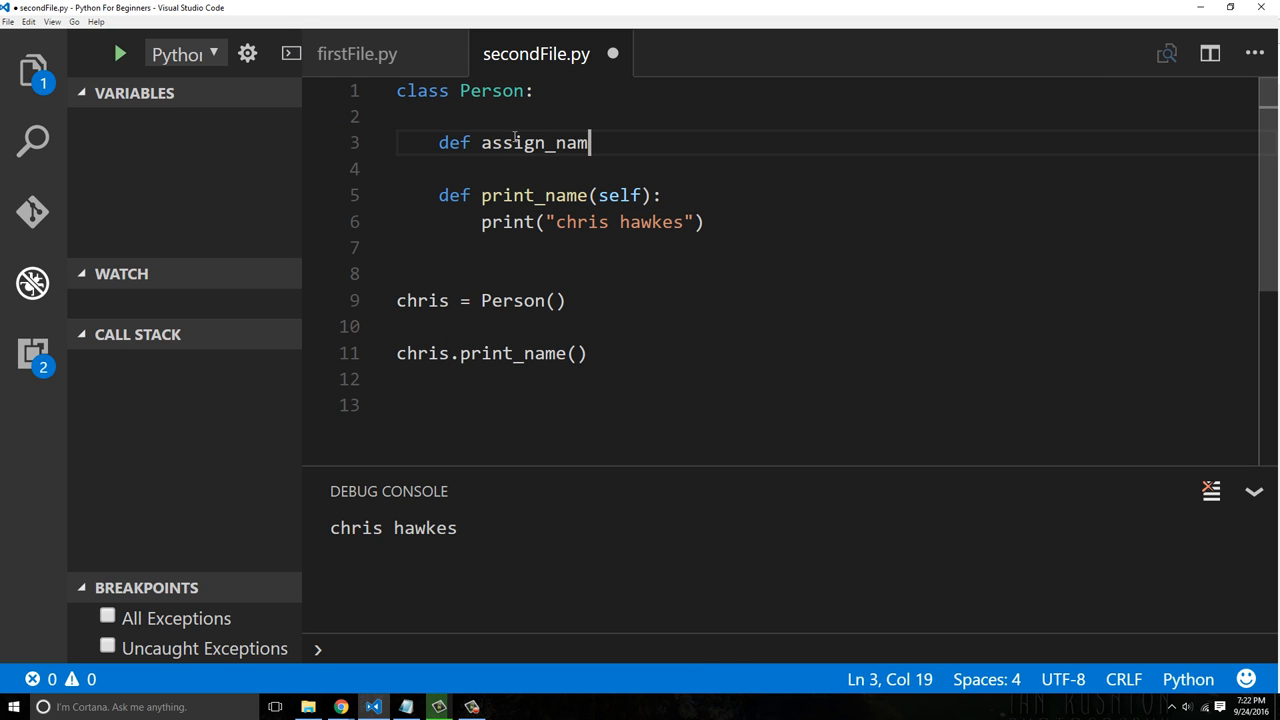 ● secondFile.py - Python For Beginners - Visual Studio Code
File Edit View Go Help
Pythor
firstFile.py
secondFile.py
1
VARIABLES
WATCH
CALL STACK
2
BREAKPOINTS
All Exceptions
Uncaught Exceptions
1 class Person:
2
3 def assign_nam
4
5 def print_name(self):
6 print("chris hawkes")
7
8
9 chris = Person()
10
11 chris.print_name()
12
13
DEBUG CONSOLE
chris hawkes
0 0
Ln 3, Col 19
Spaces: 4
UTF-8
CRLF
Python
I'm Cortana. Ask me anything.
7:22 PM
9/24/2016